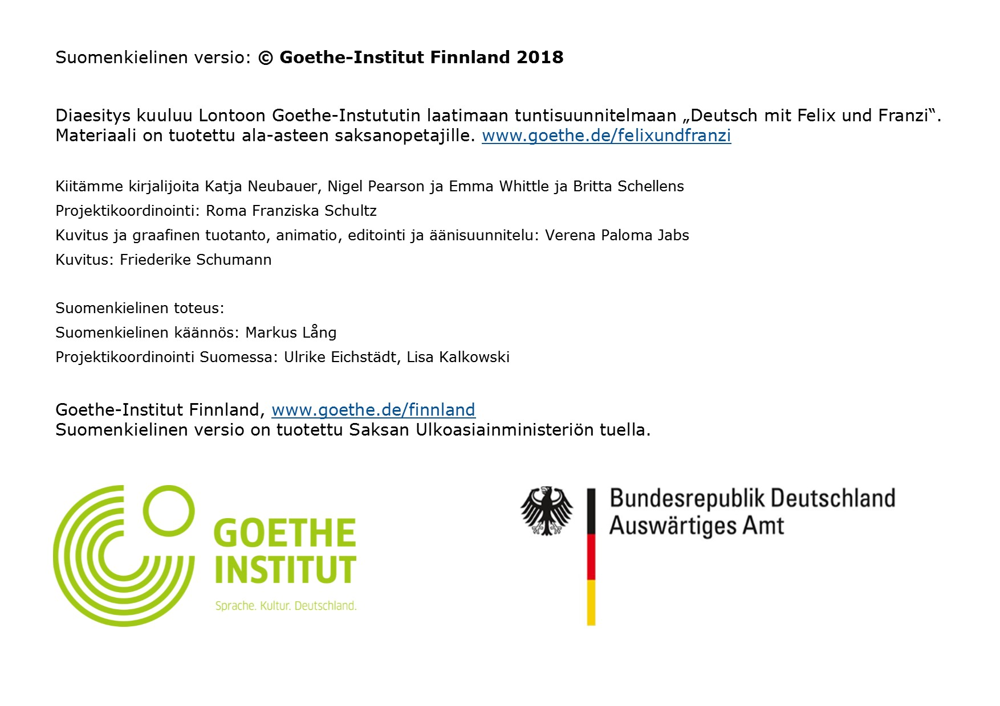 Suomenkielinen versio: © Goethe-Institut Finnland 2018
Diaesitys kuuluu Lontoon Goethe-Instututin laatimaan tuntisuunnitelmaan „Deutsch mit Felix und Franzi“.
Materiaali on tuotettu ala-asteen saksanopetajille. www.goethe.de/felixundfranzi
Kiitämme kirjalijoita Katja Neubauer, Nigel Pearson ja Emma Whittle ja Britta Schellens
Projektikoordinointi: Roma Franziska Schultz
Kuvitus ja graafinen tuotanto, animatio, editointi ja äänisuunnitelu: Verena Paloma Jabs
Kuvitus: Friederike Schumann
Suomenkielinen toteus:
Suomenkielinen käännös: Markus Lång
Projektikoordinointi Suomessa: Ulrike Eichstädt, Lisa Kalkowski
Goethe-Institut Finnland, www.goethe.de/finnland
Suomenkielinen versio on tuotettu Saksan Ulkoasiainministeriön tuella.
GOETHE
INSTITUT
Sprache. Kultur. Deutschland.
Bundesrepublik Deutschland
Auswärtiges Amt